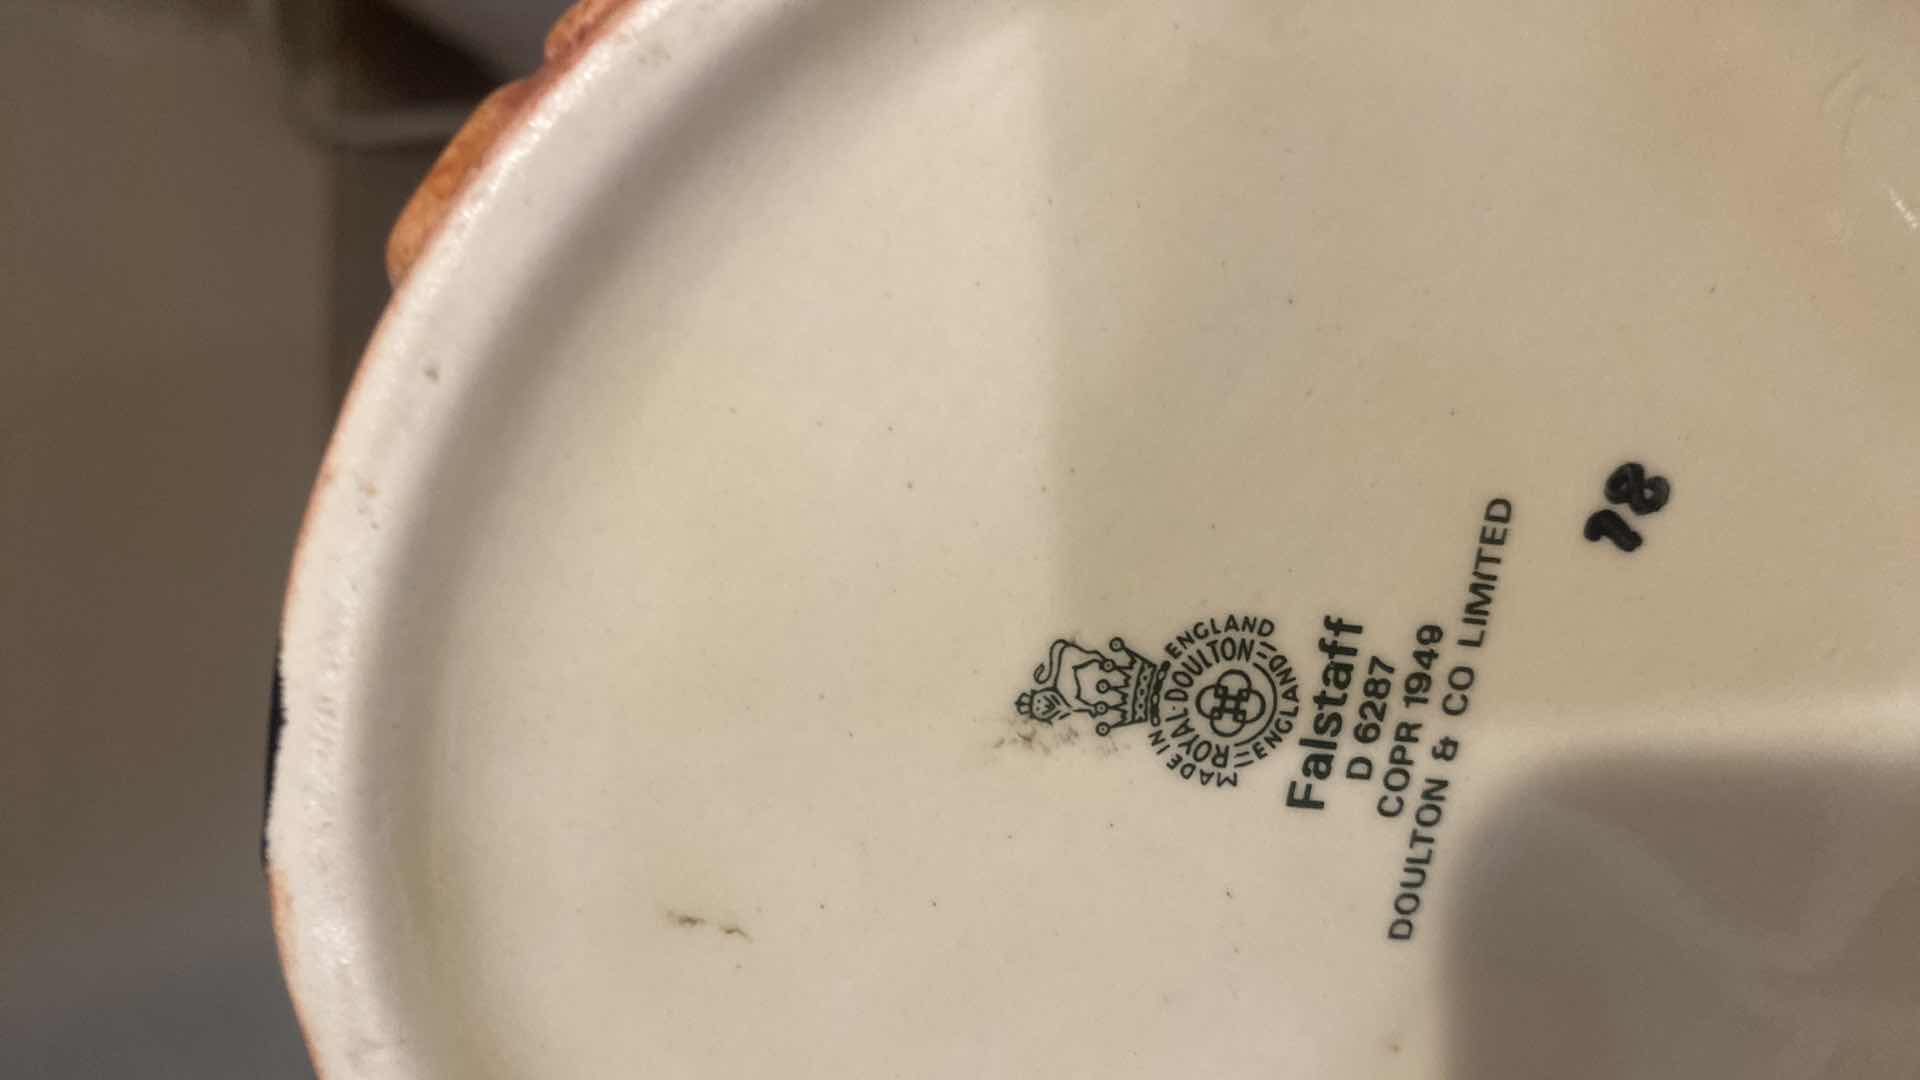 MADE IN ENGLAND
ROYAL·DOULTON
ENGLAND
Falstaff
D 6287
COPR 1949
DOULTON & CO LIMITED
18